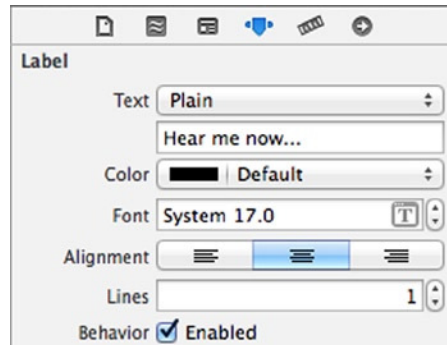 Label
Text Plain
Hear me now...
Color Default
Font System 17.0 T
Alignment
Lines 1
Behavior Enabled